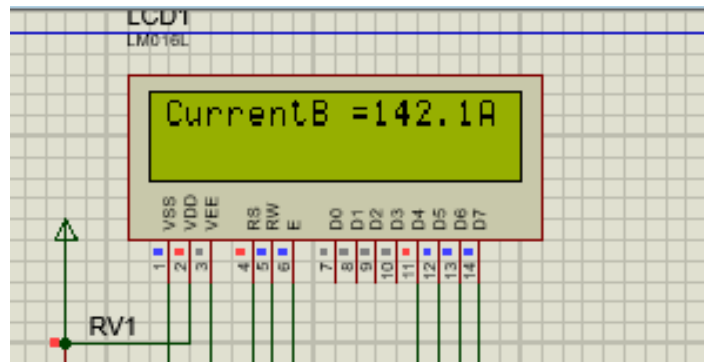 LCD1
LM016L
CurrentB =142.1A
VSS VDD VEE RS RW E D0 D1 D2 D3 D4 D5 D6 D7
1 2 3 4 5 6 7 8 9 10 11 12 13 14
RV1